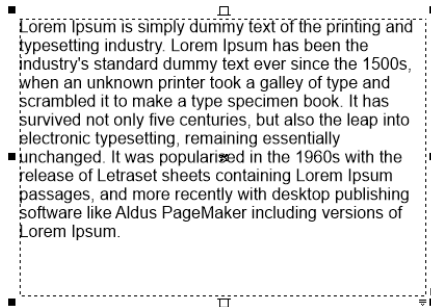 Lorem Ipsum is simply dummy text of the printing and
typesetting industry. Lorem Ipsum has been the
industry's standard dummy text ever since the 1500s,
when an unknown printer took a galley of type and
scrambled it to make a type specimen book. It has
survived not only five centuries, but also the leap into
electronic typesetting, remaining essentially
unchanged. It was popularised in the 1960s with the
release of Letraset sheets containing Lorem Ipsum
passages, and more recently with desktop publishing
software like Aldus PageMaker including versions of
Lorem Ipsum.